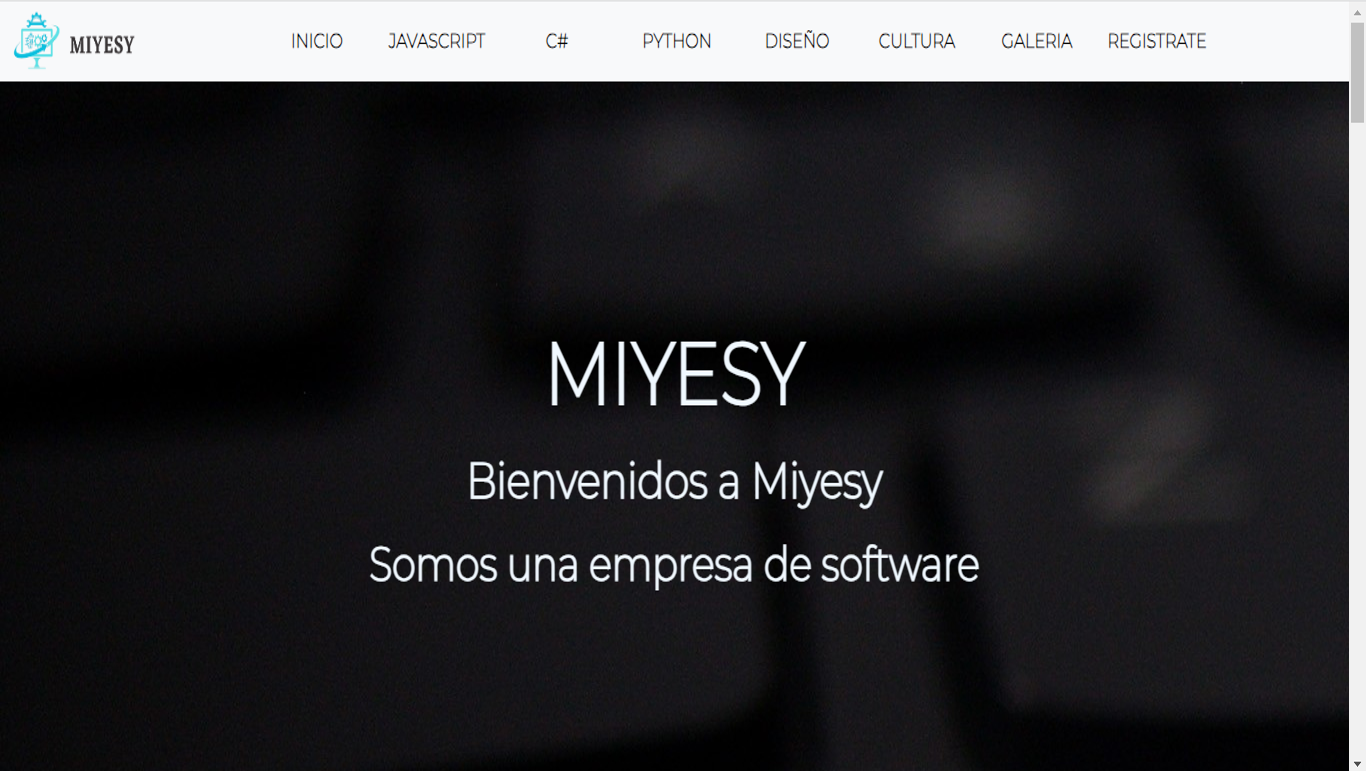 MIYESY INICIO JAVASCRIPT C# PYTHON DISEÑO CULTURA GALERIA REGISTRATE
MIYESY
Bienvenidos a Miyesy
Somos una empresa de software